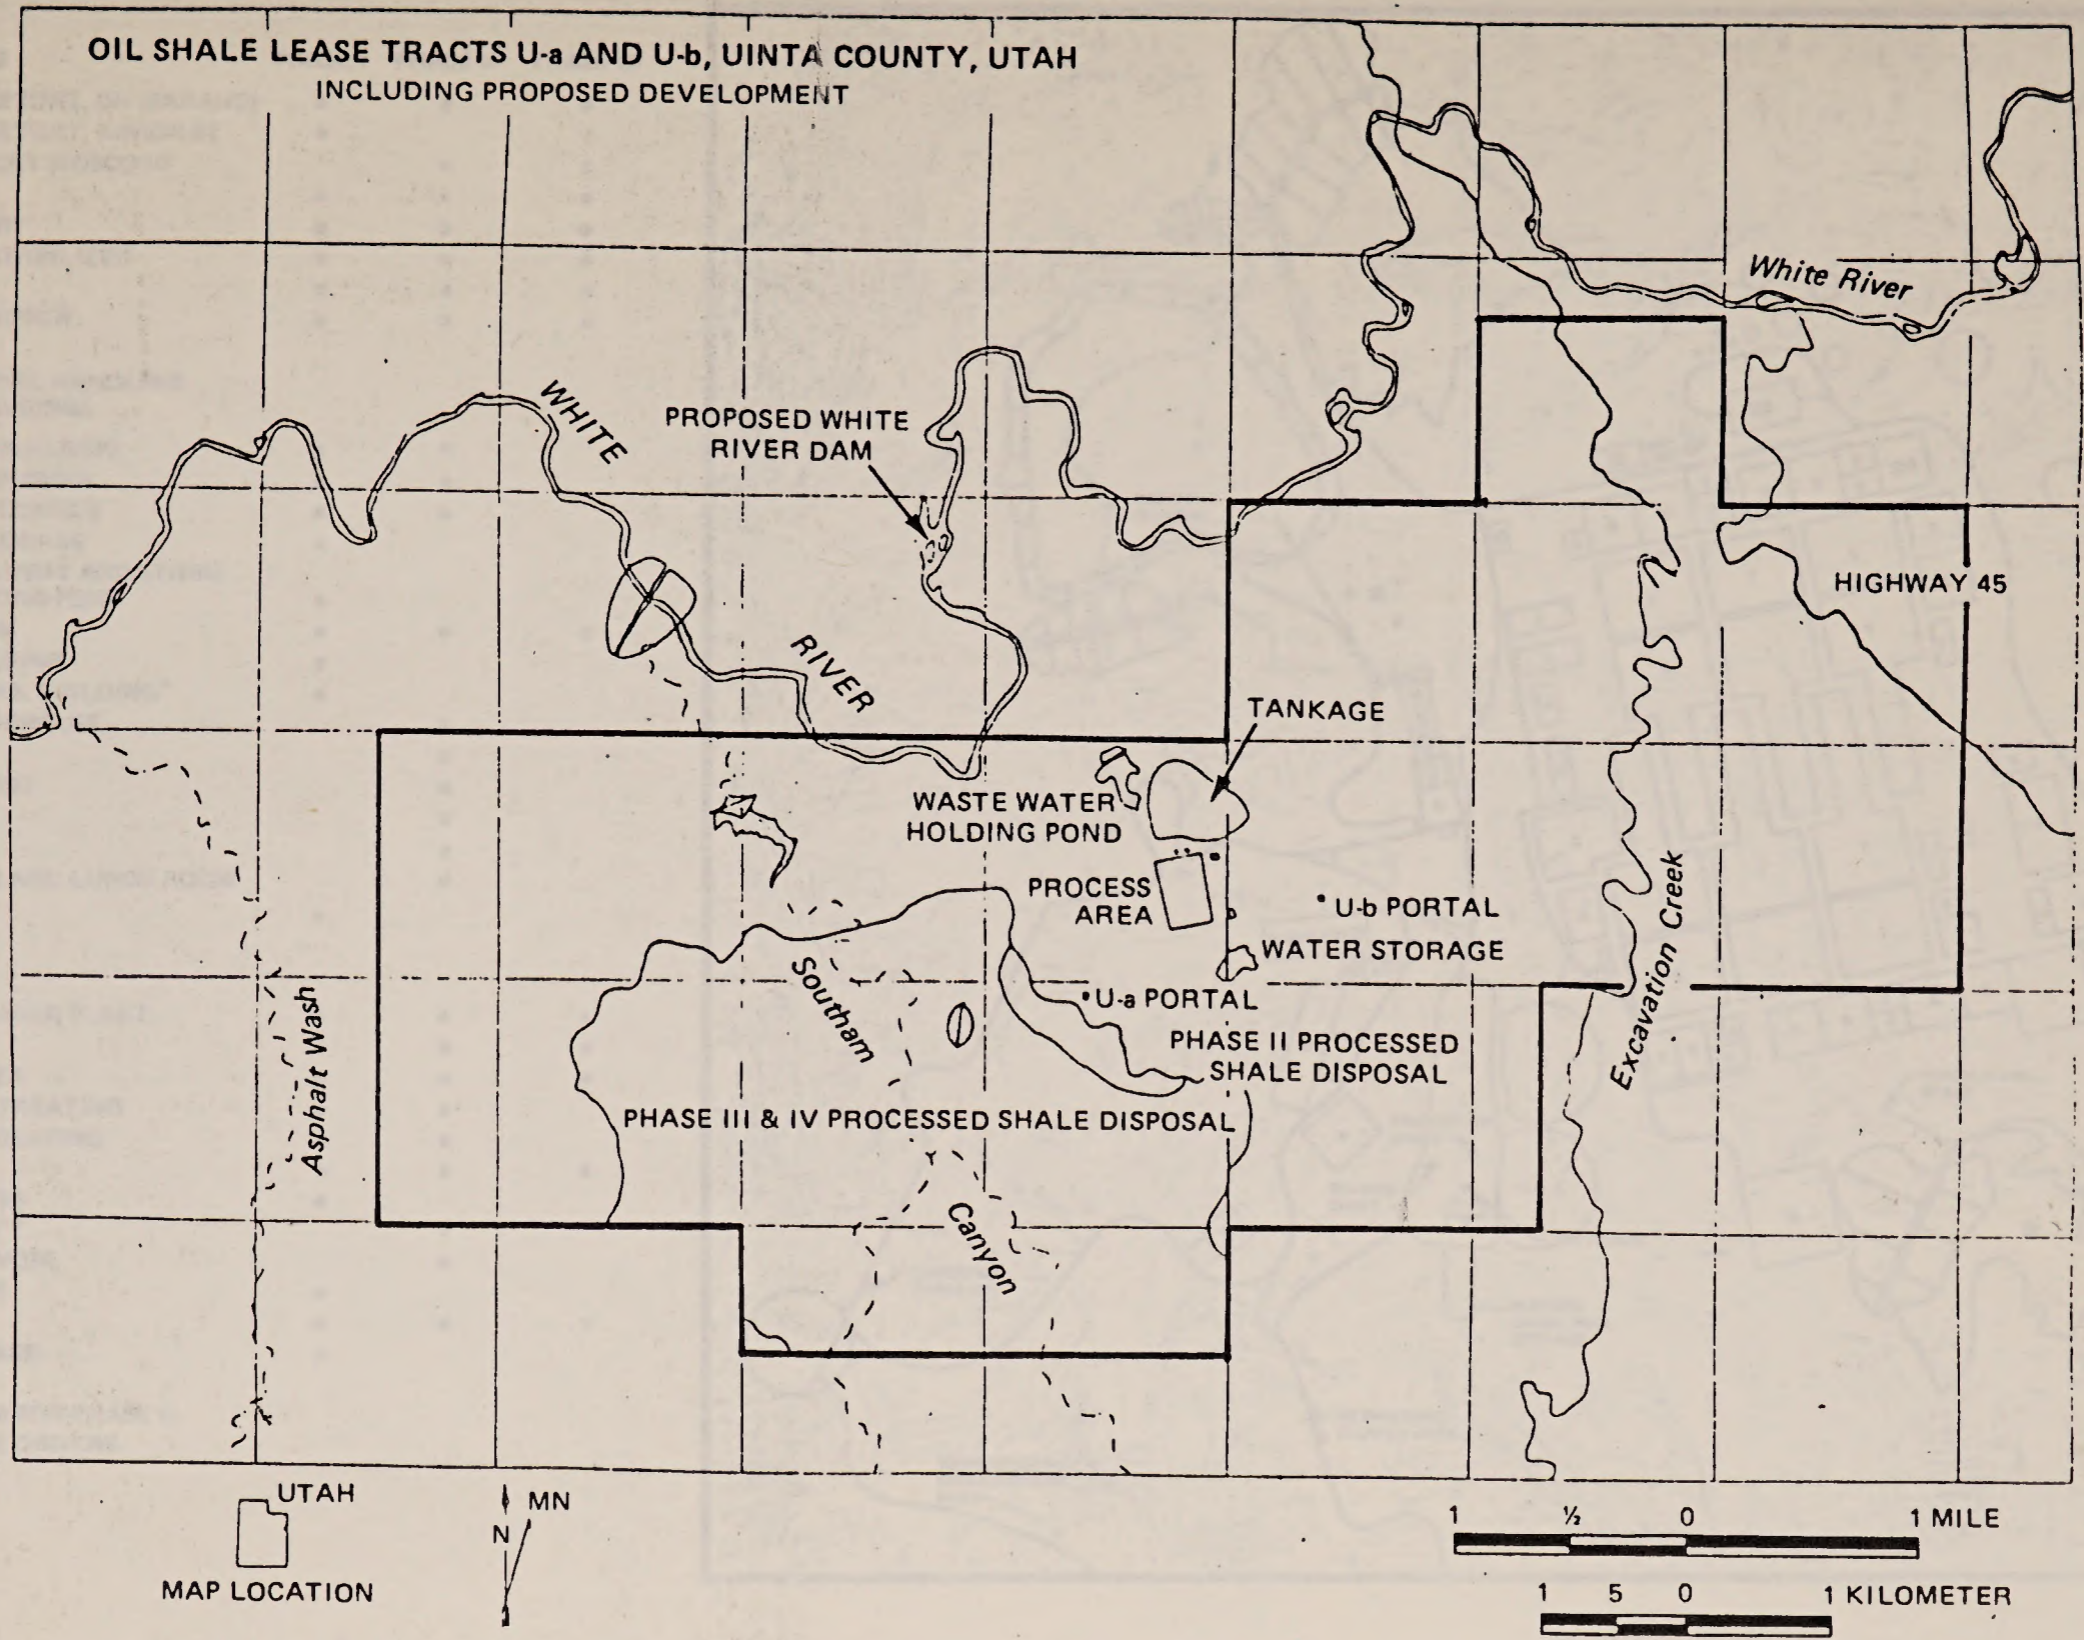 OIL SHALE LEASE TRACTS U-a AND U-b, UINTA COUNTY, UTAH
INCLUDING PROPOSED DEVELOPMENT
White River
WHITE
RIVER
PROPOSED WHITE
RIVER DAM
HIGHWAY 45
TANKAGE
WASTE WATER
HOLDING POND
PROCESS
AREA
U-b PORTAL
WATER STORAGE
U-a PORTAL
PHASE II PROCESSED
SHALE DISPOSAL
PHASE III & IV PROCESSED SHALE DISPOSAL
Southam
Canyon
Asphalt Wash
Excavation Creek
UTAH
MAP LOCATION
MN
N
1 ½ 0 1 MILE
1 5 0 1 KILOMETER